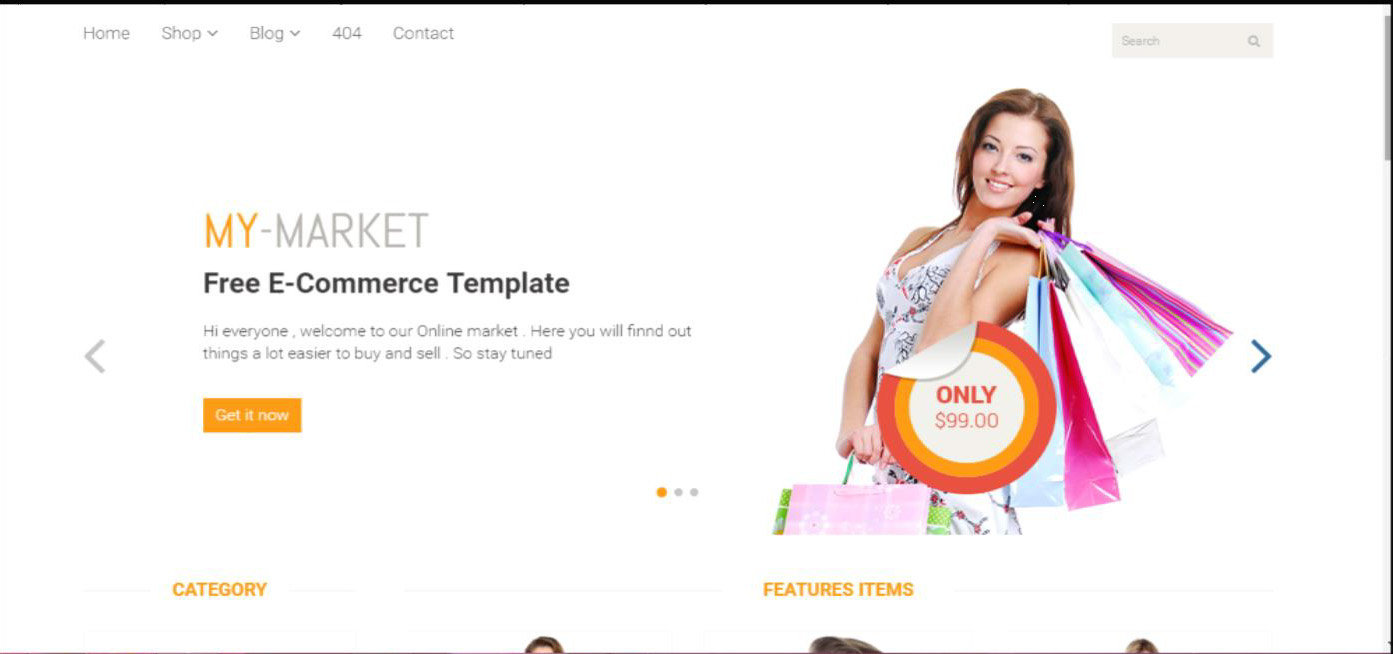 Home Shop Blog 404 Contact
Search
MY-MARKET
Free E-Commerce Template
Hi everyone , welcome to our Online market . Here you will finnd out
things a lot easier to buy and sell . So stay tuned
Get it now
ONLY
$99.00
CATEGORY
FEATURES ITEMS